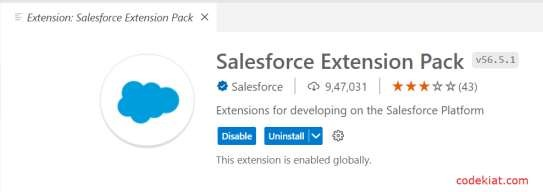 Extension: Salesforce Extension Pack
Salesforce Extension Pack v56.5.1
Salesforce 9,47,031 (43)
Extensions for developing on the Salesforce Platform
Disable Uninstall
This extension is enabled globally.
codekiat.com